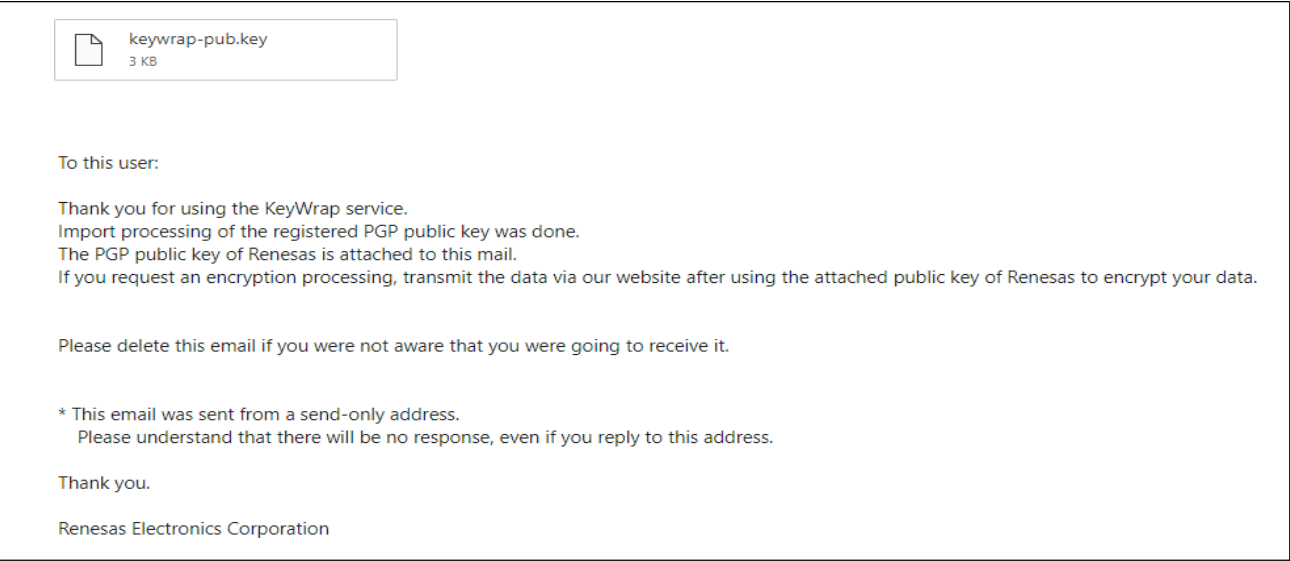 keywrap-pub.key
3 KB
To this user:
Thank you for using the KeyWrap service.
Import processing of the registered PGP public key was done.
The PGP public key of Renesas is attached to this mail.
If you request an encryption processing, transmit the data via our website after using the attached public key of Renesas to encrypt your data.
Please delete this email if you were not aware that you were going to receive it.
* This email was sent from a send-only address.
Please understand that there will be no response, even if you reply to this address.
Thank you.
Renesas Electronics Corporation